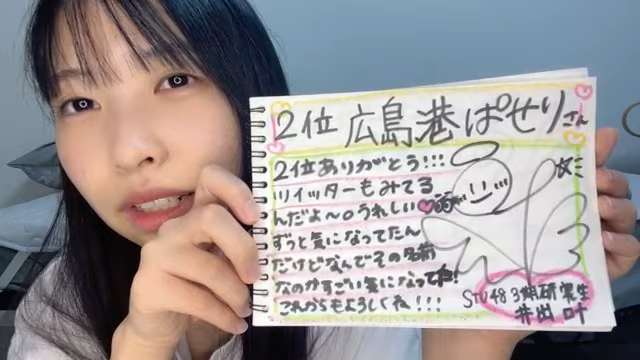 2位 広島港ぱせりさん
2位ありがとう!!!
ツイッターもみてる
んだよ〜。うれしい
ずっと気になってたん
だけどなんでその名前
なのかすごい気になってね!
これからもよろしくね!!!
STU48 3期研究生
井出 叶